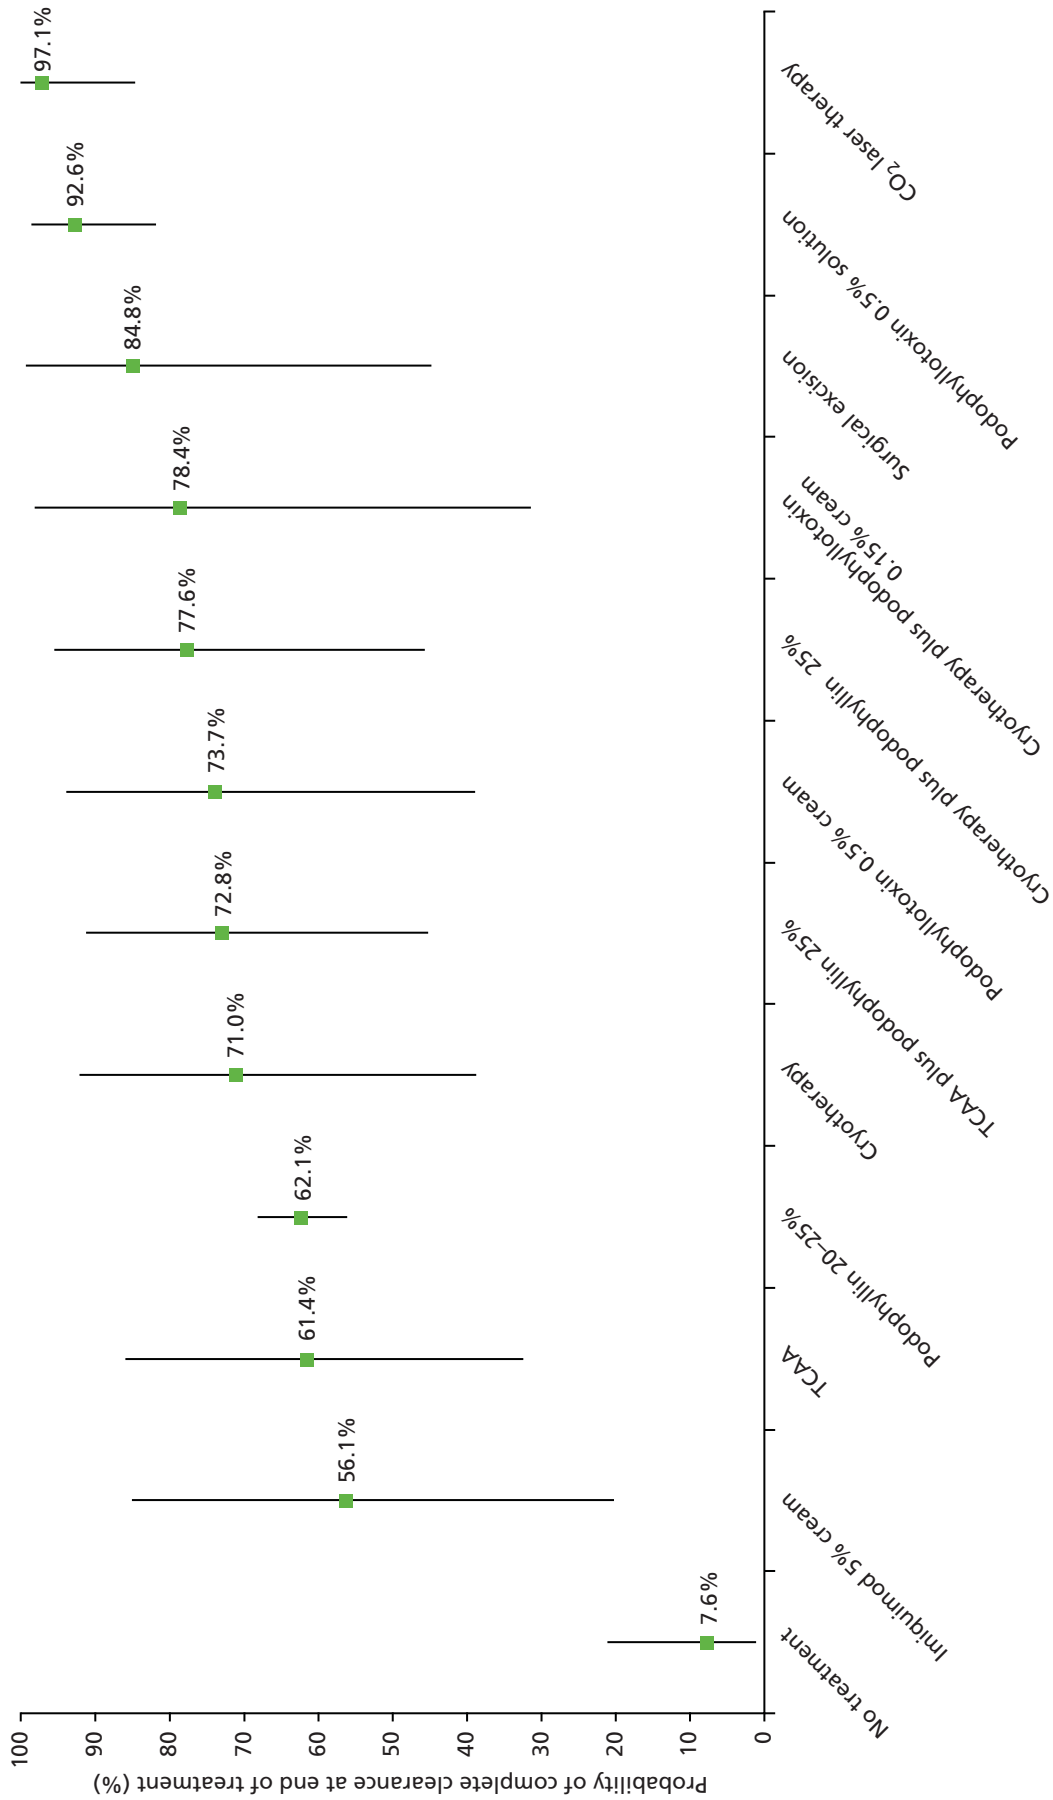 Probability of complete clearance at end of treatment (%)
100
90
80
70
60
50
40
30
20
10
0
7.6%
56.1%
61.4%
62.1%
71.0%
72.8%
73.7%
77.6%
78.4%
84.8%
92.6%
97.1%
No treatment
Imiquimod 5% cream
TCAA
Podophyllin 20–25%
Cryotherapy
TCAA plus podophyllin 25%
Podophyllotoxin 0.5% cream
Cryotherapy plus podophyllin 25%
Cryotherapy plus podophyllotoxin
0.15% cream
Surgical excision
Podophyllotoxin 0.5% solution
CO₂ laser therapy